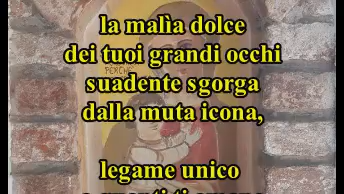 la malìa dolce
dei tuoi grandi occhi
suadente sgorga
dalla muta icona,
legame unico